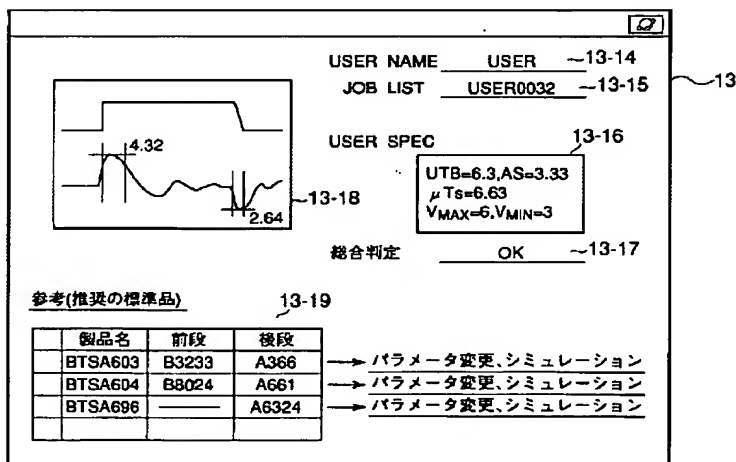 USER NAME USER 13-14
JOB LIST USER0032 13-15
13
USER SPEC 13-16
UTB=6.3,AS=3.33
μTs=6.63
VMAX=6,VMIN=3
4.32
2.64
13-18
総合判定 OK 13-17
参考(推奨の標準品) 13-19
製品名 前段 後段
BTSA603 B3233 A366 パラメータ変更、シミュレーション
BTSA604 B8024 A661 パラメータ変更、シミュレーション
BTSA696 A6324 パラメータ変更、シミュレーション